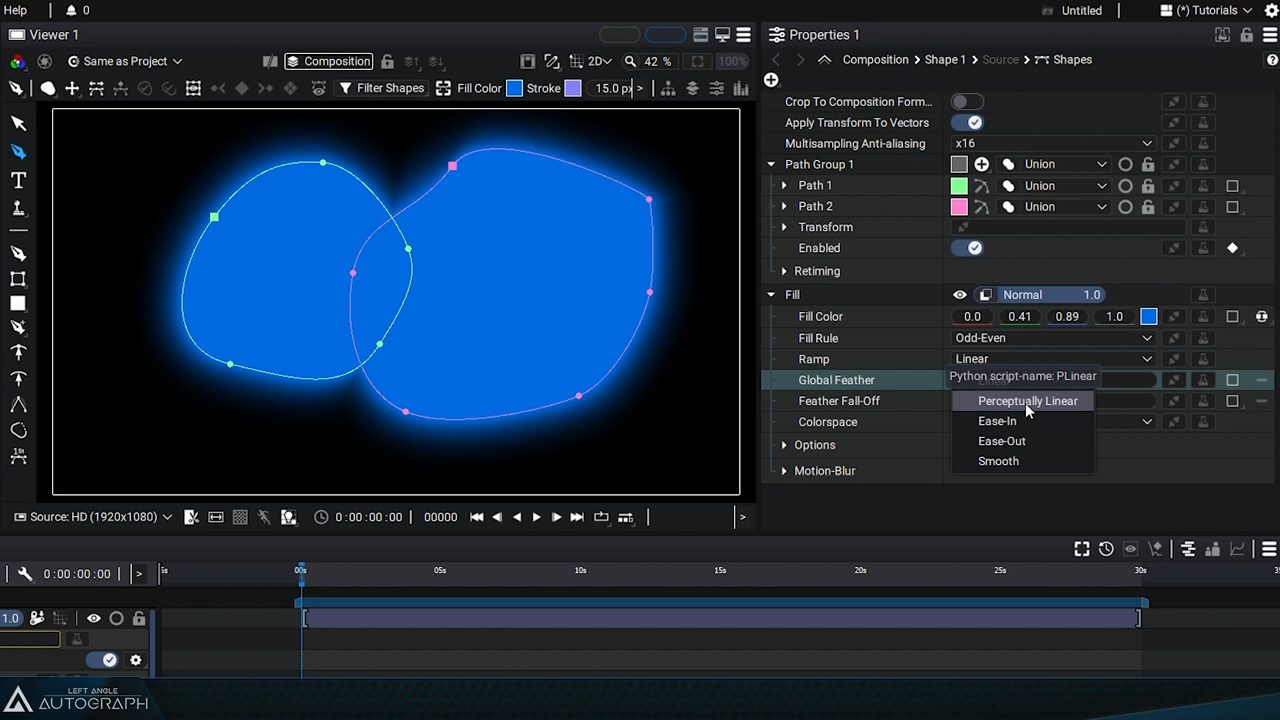 Help 0 Untitled (*) Tutorials
Viewer 1 Properties 1
Same as Project Composition 2D 42 % 100%
Composition Shape 1 Source Shapes
Filter Shapes Fill Color Stroke 15.0 px >
Crop To Composition Form...
Apply Transform To Vectors
Multisampling Anti-aliasing x16
Path Group 1 Union
Path 1 Union
Path 2 Union
Transform
Enabled
Retiming
Fill Normal 1.0
Fill Color 0.0 0.41 0.89 1.0
Fill Rule Odd-Even
Ramp Linear
Python script-name: PLinear
Global Feather
Feather Fall-Off Perceptually Linear
Colorspace Ease-In
Options Ease-Out
Smooth
Motion-Blur
1st
Source: HD (1920x1080) 0:00:00:00 00000 >
0:00:00:00 > 5s 00s 05s 10s 15s 20s 25s 30s
1.0
LEFT ANGLE
AUTOGRAPH